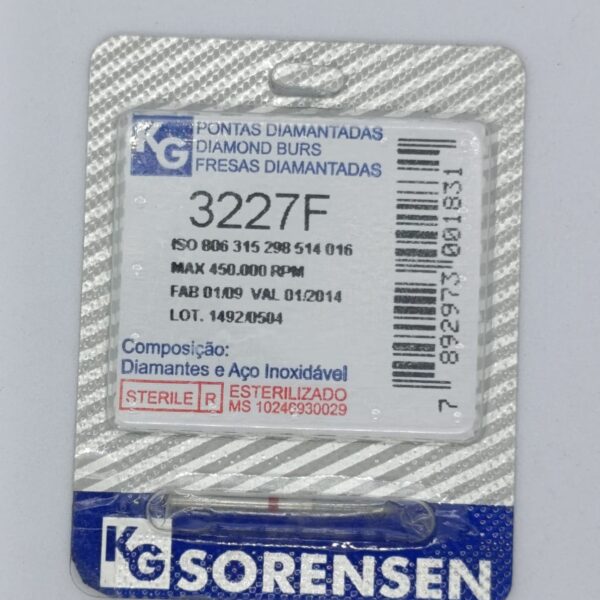 KG
PONTAS DIAMANTADAS
DIAMOND BURS
FRESAS DIAMANTADAS
3227F
ISO 806 315 298 514 016
MAX 450.000 RPM
FAB 01/09 VAL 01/2014
LOT. 1492/0504
Composição:
Diamantes e Aço Inoxidável
STERILE R
ESTERILIZADO
MS 10246930029
7 892973 001831
KG SORENSEN